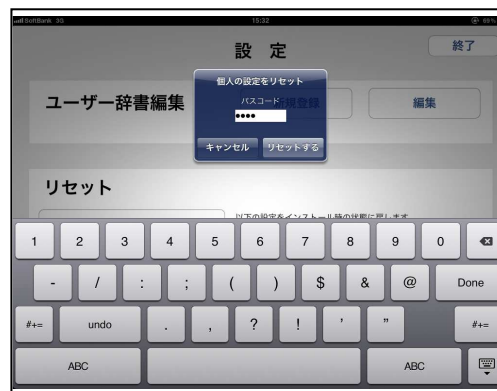 SoftBank 3G 15:32 69%
設 定
終了
個人の設定をリセット
ユーザー辞書編集
新規登録
編集
パスコード
••••
キャンセル リセットする
リセット
以下の設定をインストール時の状態に戻します
1 2 3 4 5 6 7 8 9 0
- / : ; ( ) $ & @ Done
#+= undo . , ? ! ' " #+=
ABC ABC